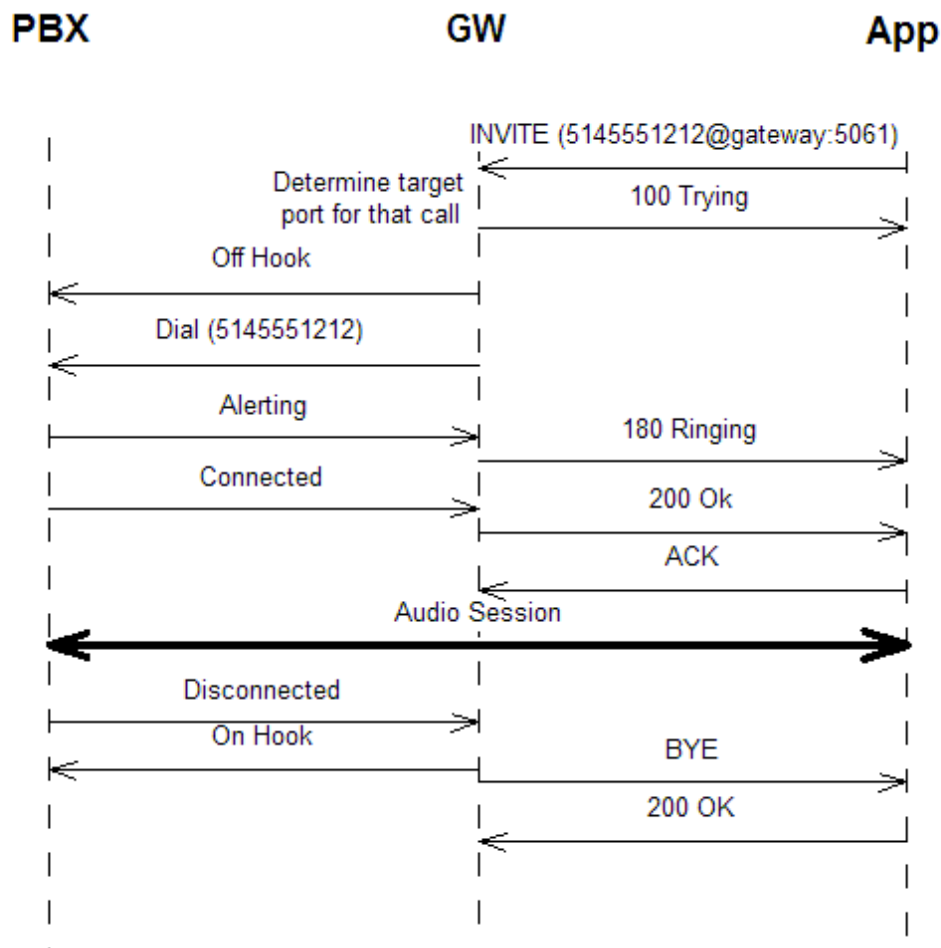 PBX GW App
INVITE (5145551212@gateway:5061)
Determine target
port for that call
100 Trying
Off Hook
Dial (5145551212)
Alerting
180 Ringing
Connected
200 Ok
ACK
Audio Session
Disconnected
On Hook
BYE
200 OK